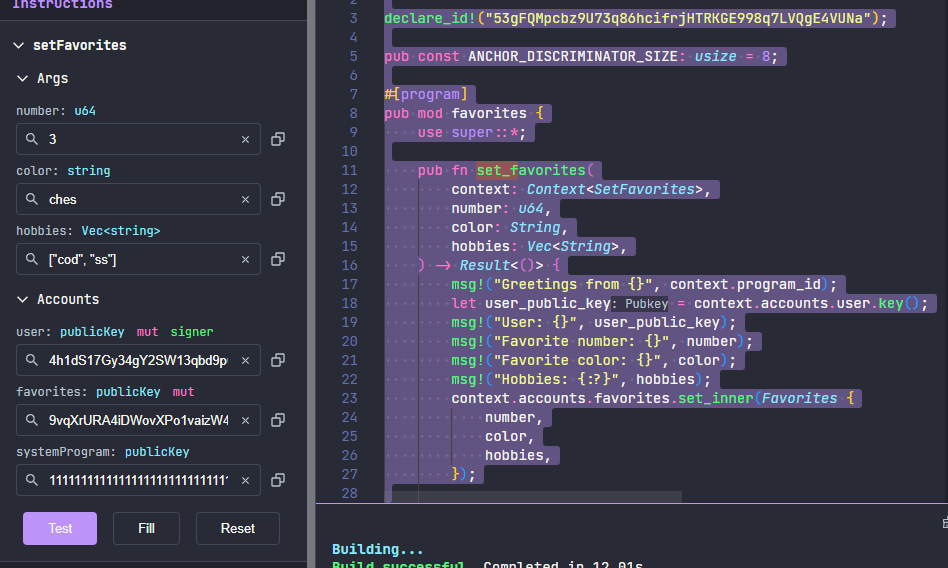 Instructions
setFavorites
Args
number: u64
3
color: string
ches
hobbies: Vec<string>
["cod", "ss"]
Accounts
user: publicKey mut signer
4h1dS17Gy34gY2SW13qbd9p
favorites: publicKey mut
9vqXrURA4iDWovXPo1vaizW4
systemProgram: publicKey
11111111111111111111111111111
Test Fill Reset
2
3 declare_id!("53gFQMpcbz9U73q86hcifrjHTRKGE998q7LVQgE4VUNa");
4
5 pub const ANCHOR_DISCRIMINATOR_SIZE: usize = 8;
6
7 #[program]
8 pub mod favorites {
9 use super::*;
10
11 pub fn set_favorites(
12 context: Context<SetFavorites>,
13 number: u64,
14 color: String,
15 hobbies: Vec<String>,
16 ) -> Result<()> {
17 msg!("Greetings from {}", context.program_id);
18 let user_public_key: Pubkey = context.accounts.user.key();
19 msg!("User: {}", user_public_key);
20 msg!("Favorite number: {}", number);
21 msg!("Favorite color: {}", color);
22 msg!("Hobbies: {:?}", hobbies);
23 context.accounts.favorites.set_inner(Favorites {
24 number,
25 color,
26 hobbies,
27 });
28
Building...
Build successful. Completed in 12.01s